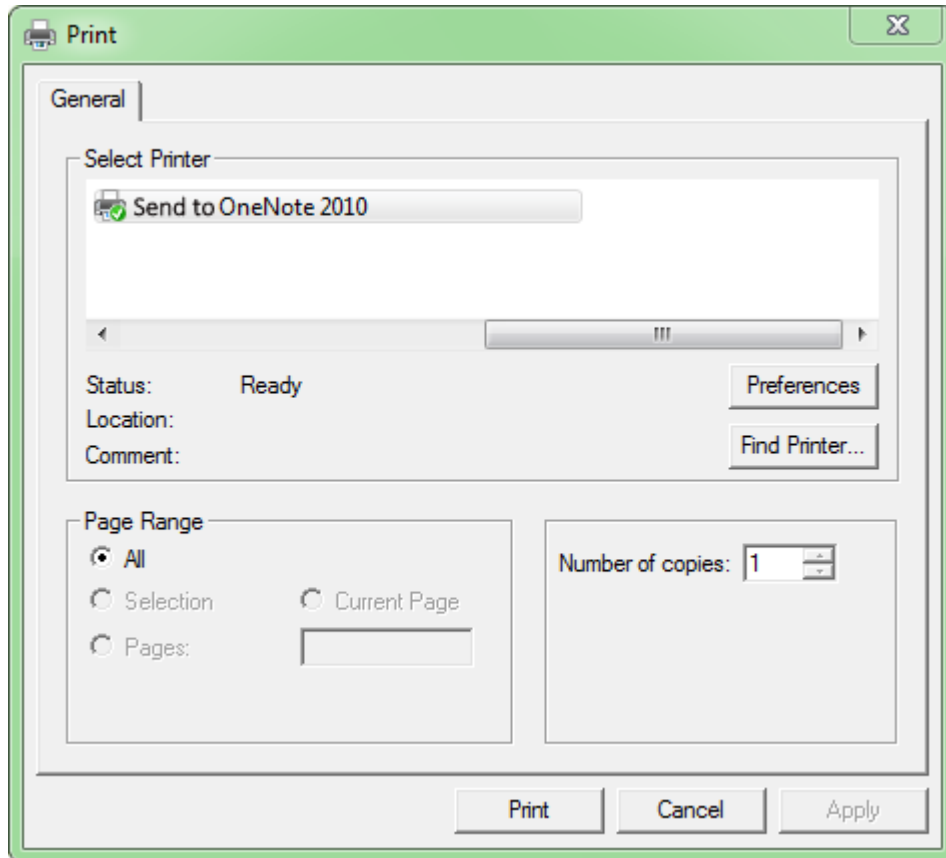 Print
General
Select Printer
Send to OneNote 2010
Status: Ready
Preferences
Location:
Comment:
Find Printer...
Page Range
All
Number of copies: 1
Selection Current Page
Pages:
Print Cancel Apply